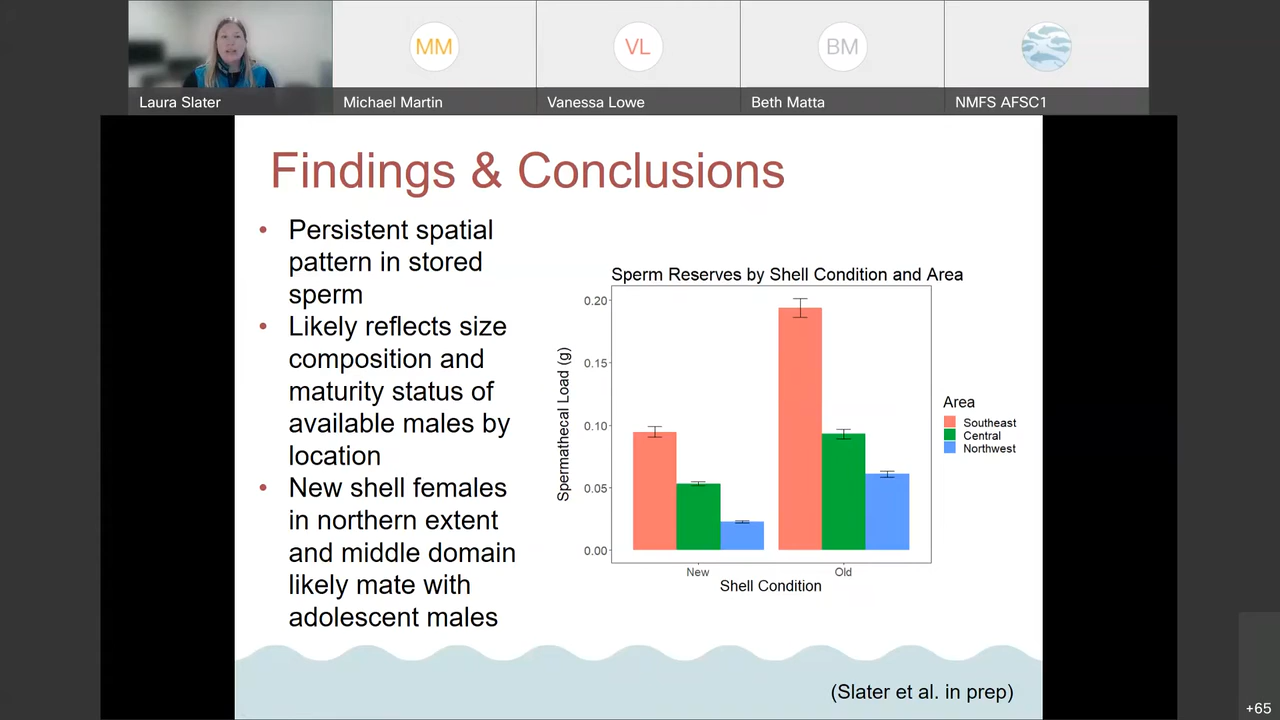 MM
VL
BM
Laura Slater
Michael Martin
Vanessa Lowe
Beth Matta
NMFS AFSC1
Findings & Conclusions
• Persistent spatial
pattern in stored
sperm
• Likely reflects size
composition and
maturity status of
available males by
location
• New shell females
in northern extent
and middle domain
likely mate with
adolescent males
Sperm Reserves by Shell Condition and Area
Spermathecal Load (g)
0.20
0.15
0.10
0.05
0.00
New
Old
Shell Condition
Area
Southeast
Central
Northwest
(Slater et al. in prep)
+65